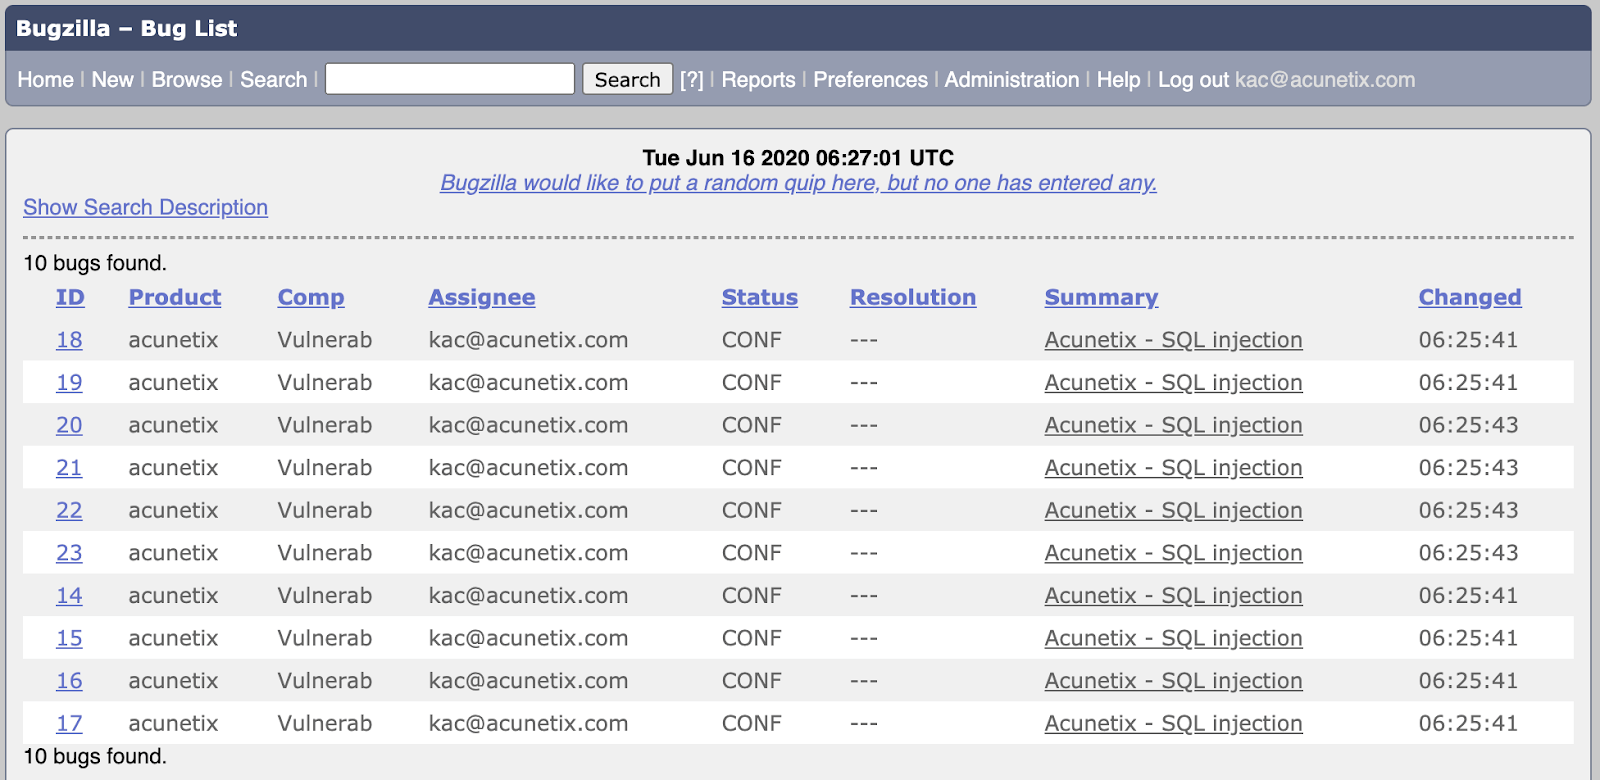 Bugzilla – Bug List
Home | New | Browse | Search | Search [?] | Reports | Preferences | Administration | Help | Log out kac@acunetix.com
Tue Jun 16 2020 06:27:01 UTC
Bugzilla would like to put a random quip here, but no one has entered any.
Show Search Description
10 bugs found.
ID Product Comp Assignee Status Resolution Summary Changed
18 acunetix Vulnerab kac@acunetix.com CONF --- Acunetix - SQL injection 06:25:41
19 acunetix Vulnerab kac@acunetix.com CONF --- Acunetix - SQL injection 06:25:41
20 acunetix Vulnerab kac@acunetix.com CONF --- Acunetix - SQL injection 06:25:43
21 acunetix Vulnerab kac@acunetix.com CONF --- Acunetix - SQL injection 06:25:43
22 acunetix Vulnerab kac@acunetix.com CONF --- Acunetix - SQL injection 06:25:43
23 acunetix Vulnerab kac@acunetix.com CONF --- Acunetix - SQL injection 06:25:43
14 acunetix Vulnerab kac@acunetix.com CONF --- Acunetix - SQL injection 06:25:41
15 acunetix Vulnerab kac@acunetix.com CONF --- Acunetix - SQL injection 06:25:41
16 acunetix Vulnerab kac@acunetix.com CONF --- Acunetix - SQL injection 06:25:41
17 acunetix Vulnerab kac@acunetix.com CONF --- Acunetix - SQL injection 06:25:41
10 bugs found.